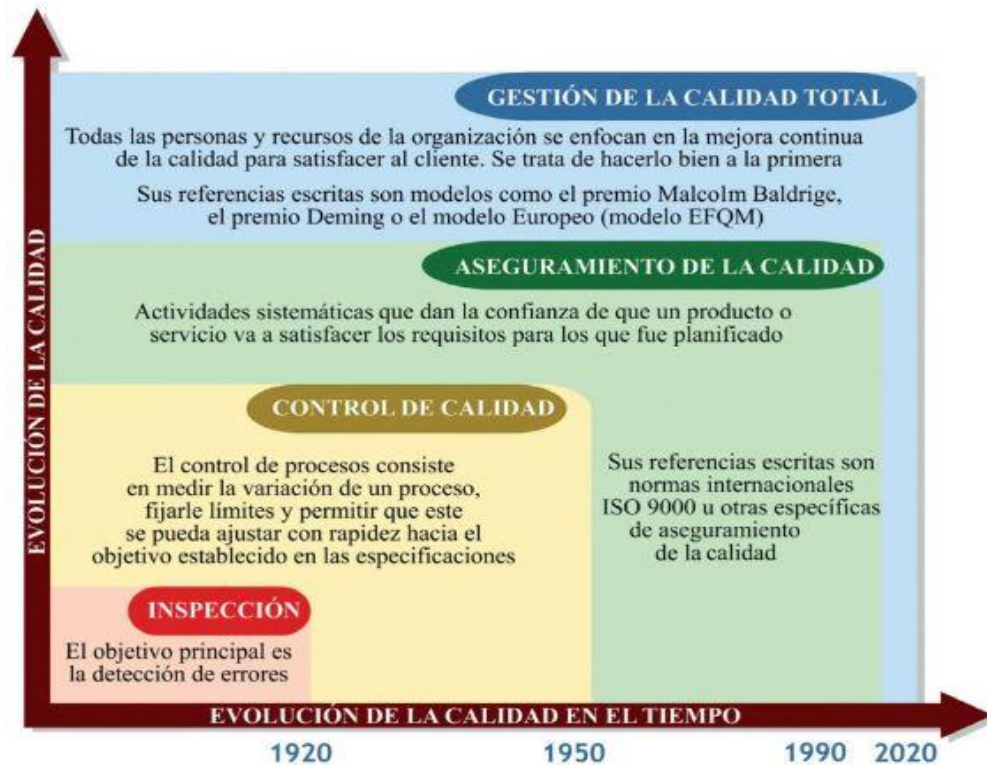 GESTIÓN DE LA CALIDAD TOTAL
Todas las personas y recursos de la organización se enfocan en la mejora continua
de la calidad para satisfacer al cliente. Se trata de hacerlo bien a la primera
Sus referencias escritas son modelos como el premio Malcolm Baldrige,
el premio Deming o el modelo Europeo (modelo EFQM)
ASEGURAMIENTO DE LA CALIDAD
Actividades sistemáticas que dan la confianza de que un producto o
servicio va a satisfacer los requisitos para los que fue planificado
CONTROL DE CALIDAD
El control de procesos consiste
en medir la variación de un proceso,
fijarle límites y permitir que este
se pueda ajustar con rapidez hacia el
objetivo establecido en las especificaciones
Sus referencias escritas son
normas internacionales
ISO 9000 u otras específicas
de aseguramiento
de la calidad
INSPECCIÓN
El objetivo principal es
la detección de errores
EVOLUCIÓN DE LA CALIDAD
EVOLUCIÓN DE LA CALIDAD EN EL TIEMPO
1920 1950 1990 2020